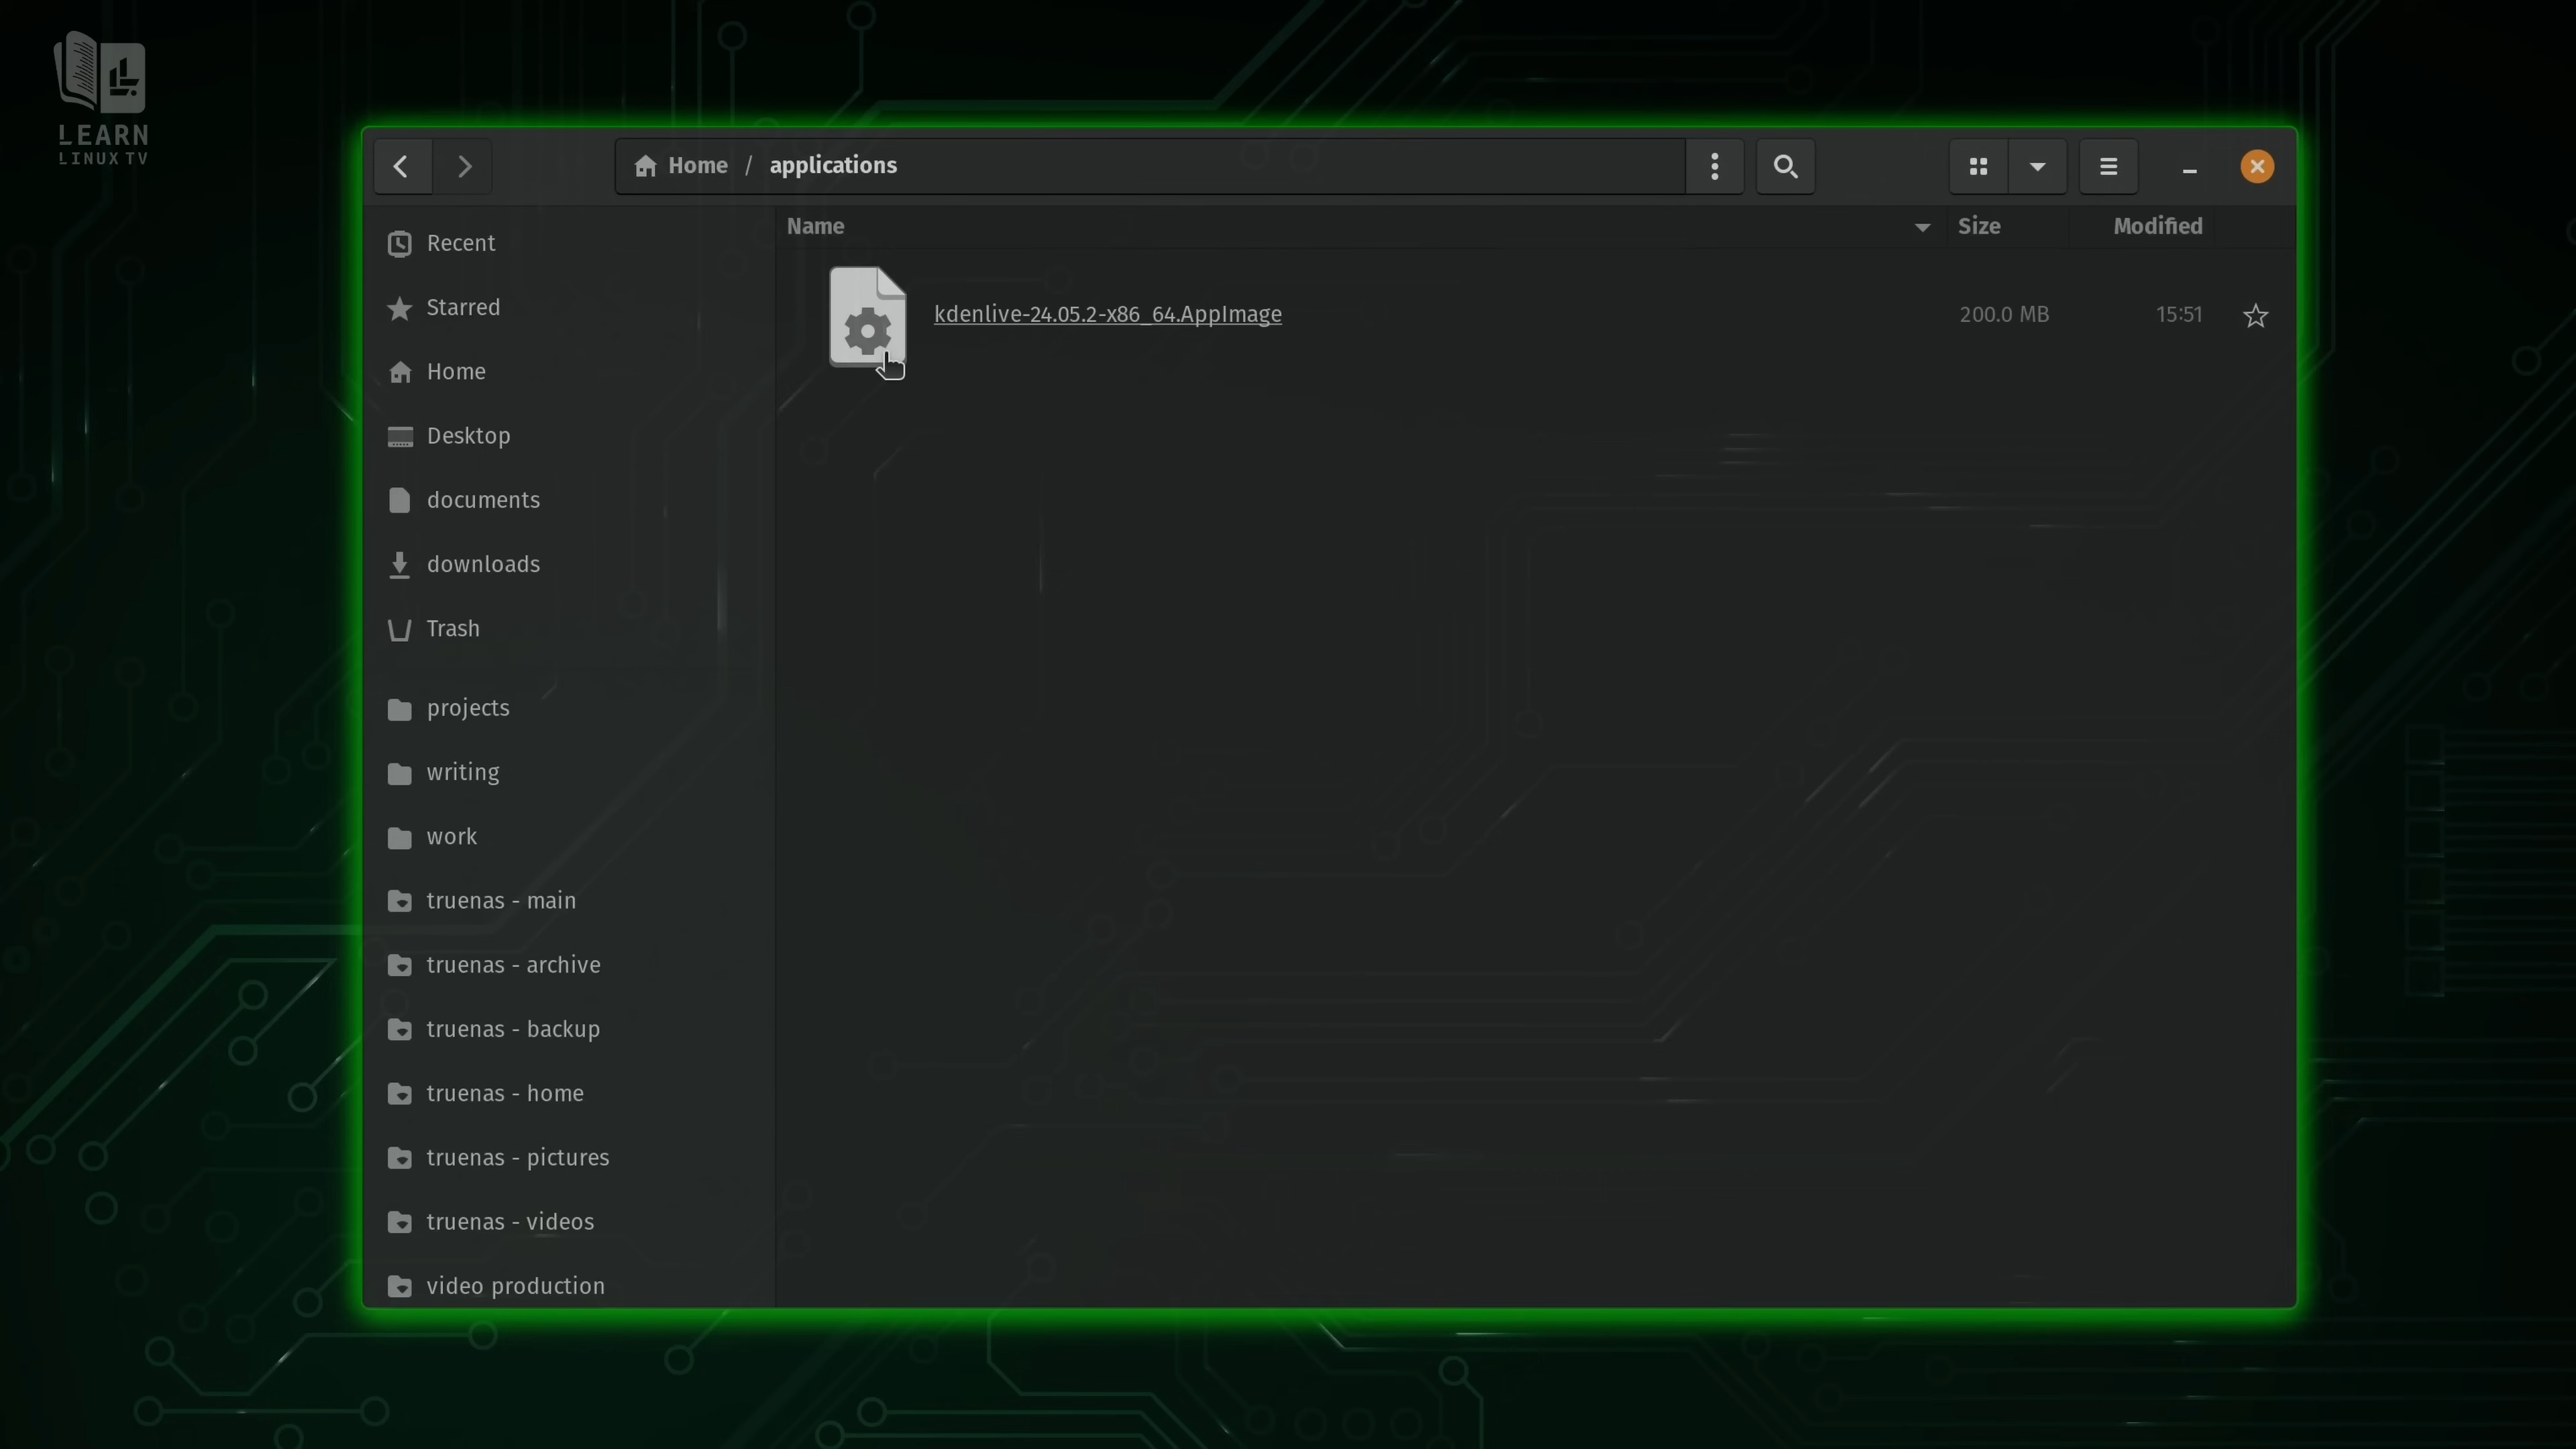 LEARN
LINUX TV
Home / applications
Name Size Modified
kdenlive-24.05.2-x86_64.AppImage 200.0 MB 15:51
Recent
Starred
Home
Desktop
documents
downloads
Trash
projects
writing
work
truenas - main
truenas - archive
truenas - backup
truenas - home
truenas - pictures
truenas - videos
video production